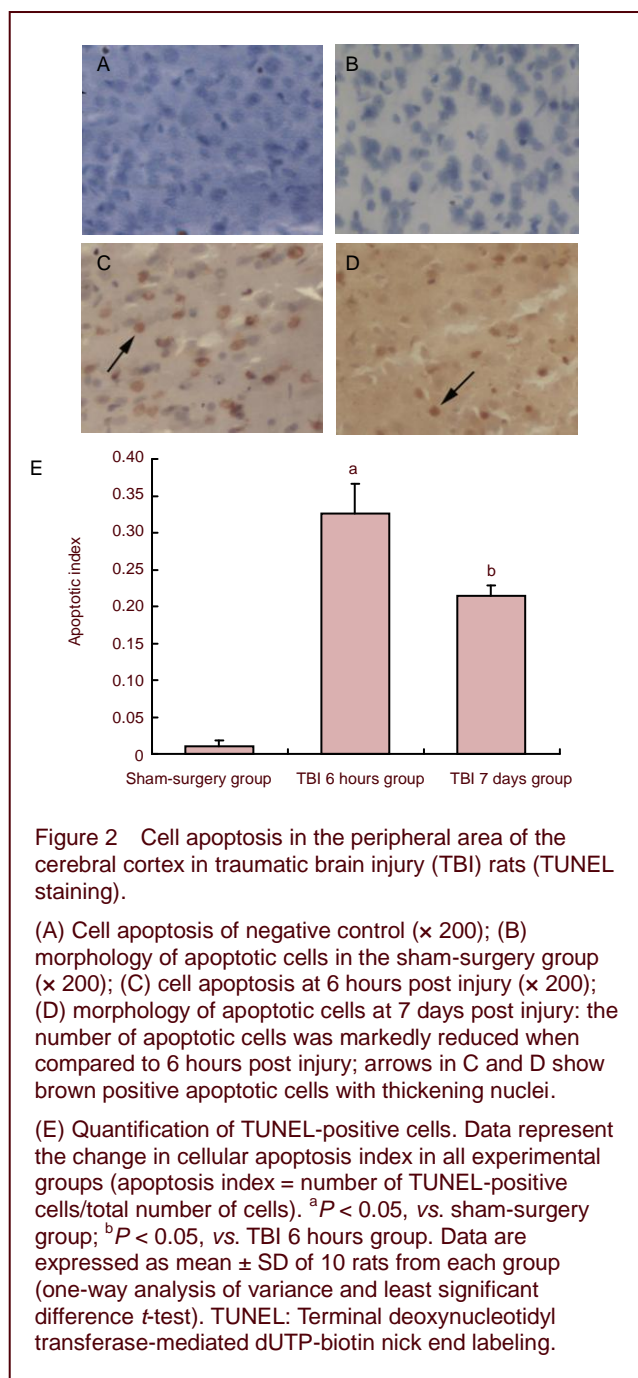 A
B
C
D
E
0.40
0.35
0.30
0.25
0.20
0.15
0.10
0.05
0
Apoptotic index
a
b
Sham-surgery group TBI 6 hours group TBI 7 days group
Figure 2 Cell apoptosis in the peripheral area of the
cerebral cortex in traumatic brain injury (TBI) rats (TUNEL
staining).
(A) Cell apoptosis of negative control (× 200); (B)
morphology of apoptotic cells in the sham-surgery group
(× 200); (C) cell apoptosis at 6 hours post injury (× 200);
(D) morphology of apoptotic cells at 7 days post injury: the
number of apoptotic cells was markedly reduced when
compared to 6 hours post injury; arrows in C and D show
brown positive apoptotic cells with thickening nuclei.
(E) Quantification of TUNEL-positive cells. Data represent
the change in cellular apoptosis index in all experimental
groups (apoptosis index = number of TUNEL-positive
cells/total number of cells). aP < 0.05, vs. sham-surgery
group; bP < 0.05, vs. TBI 6 hours group. Data are
expressed as mean ± SD of 10 rats from each group
(one-way analysis of variance and least significant
difference t-test). TUNEL: Terminal deoxynucleotidyl
transferase-mediated dUTP-biotin nick end labeling.